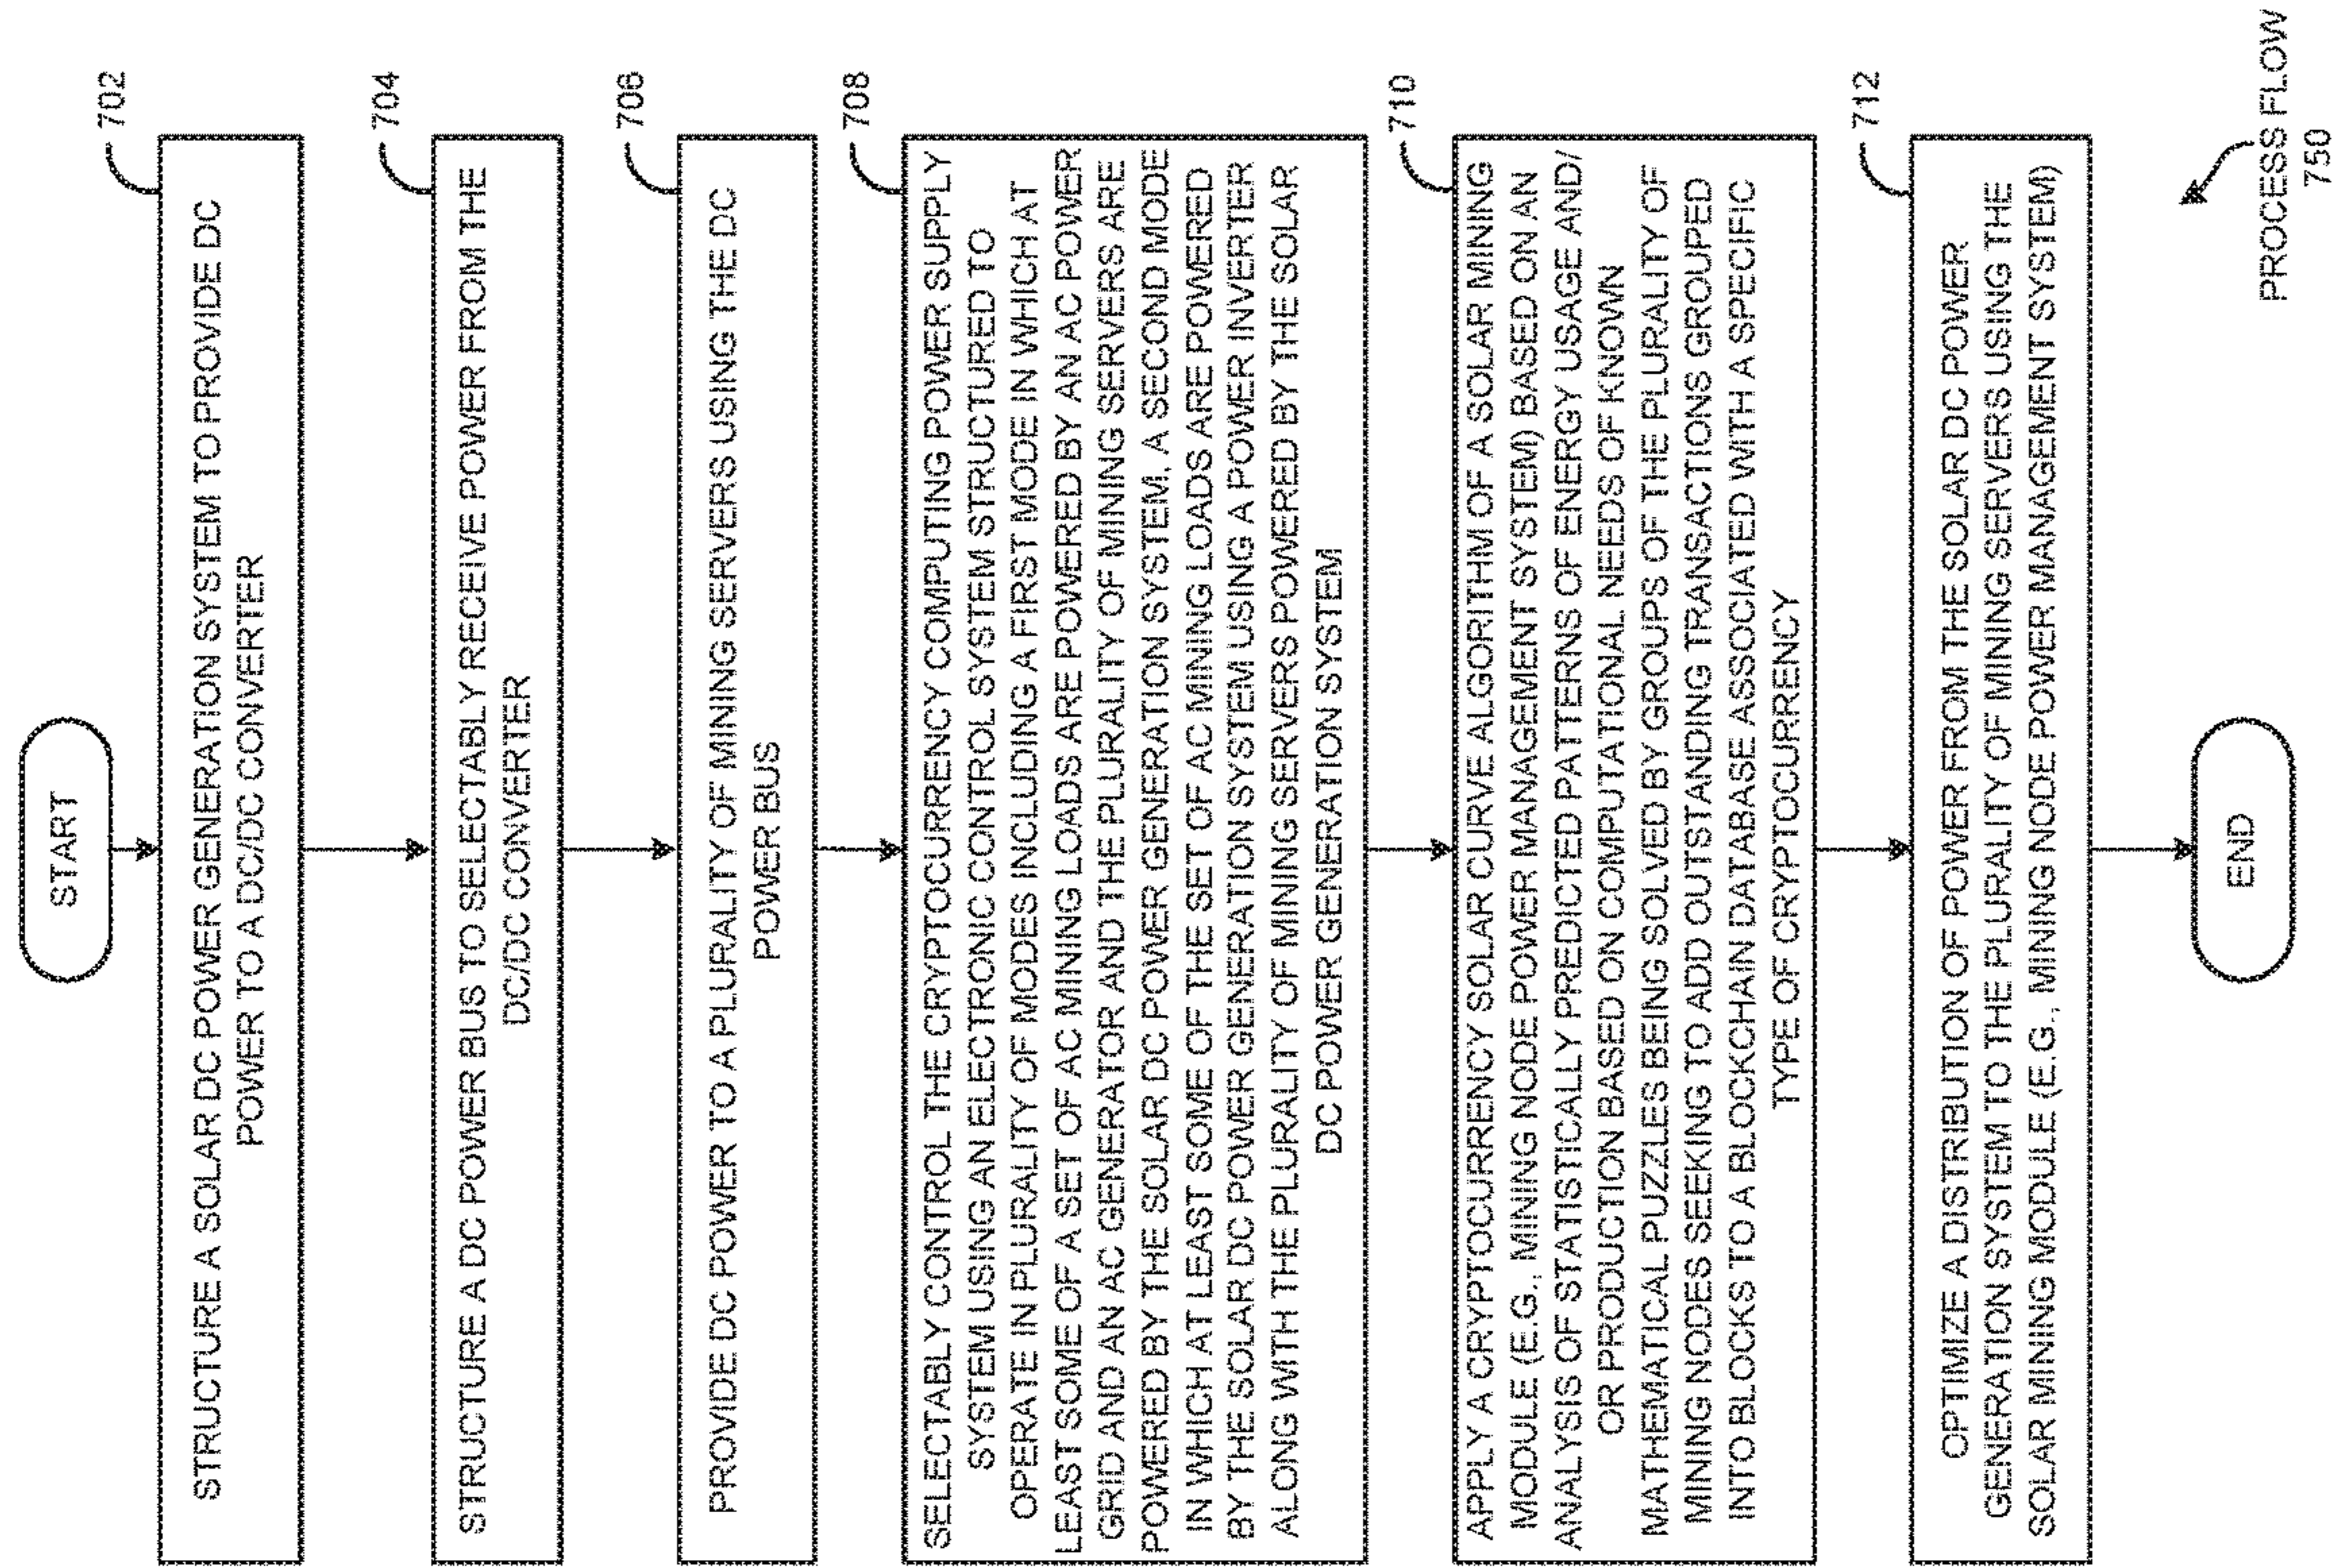 START
702
STRUCTURE A SOLAR DC POWER GENERATION SYSTEM TO PROVIDE DC
POWER TO A DC/DC CONVERTER
704
STRUCTURE A DC POWER BUS TO SELECTABLY RECEIVE POWER FROM THE
DC/DC CONVERTER
706
PROVIDE DC POWER TO A PLURALITY OF MINING SERVERS USING THE DC
POWER BUS
708
SELECTABLY CONTROL THE CRYPTOCURRENCY COMPUTING POWER SUPPLY
SYSTEM USING AN ELECTRONIC CONTROL SYSTEM STRUCTURED TO
OPERATE IN PLURALITY OF MODES INCLUDING A FIRST MODE IN WHICH AT
LEAST SOME OF A SET OF AC MINING LOADS ARE POWERED BY AN AC POWER
GRID AND AN AC GENERATOR AND THE PLURALITY OF MINING SERVERS ARE
POWERED BY THE SOLAR DC POWER GENERATION SYSTEM, A SECOND MODE
IN WHICH AT LEAST SOME OF THE SET OF AC MINING LOADS ARE POWERED
BY THE SOLAR DC POWER GENERATION SYSTEM USING A POWER INVERTER
ALONG WITH THE PLURALITY OF MINING SERVERS POWERED BY THE SOLAR
DC POWER GENERATION SYSTEM
710
APPLY A CRYPTOCURRENCY SOLAR CURVE ALGORITHM OF A SOLAR MINING
MODULE (E.G., MINING NODE POWER MANAGEMENT SYSTEM) BASED ON AN
ANALYSIS OF STATISTICALLY PREDICTED PATTERNS OF ENERGY USAGE AND/
OR PRODUCTION BASED ON COMPUTATIONAL NEEDS OF KNOWN
MATHEMATICAL PUZZLES BEING SOLVED BY GROUPS OF THE PLURALITY OF
MINING NODES SEEKING TO ADD OUTSTANDING TRANSACTIONS GROUPED
INTO BLOCKS TO A BLOCKCHAIN DATABASE ASSOCIATED WITH A SPECIFIC
TYPE OF CRYPTOCURRENCY
712
OPTIMIZE A DISTRIBUTION OF POWER FROM THE SOLAR DC POWER
GENERATION SYSTEM TO THE PLURALITY OF MINING SERVERS USING THE
SOLAR MINING MODULE (E.G., MINING NODE POWER MANAGEMENT SYSTEM)
END
PROCESS FLOW
750